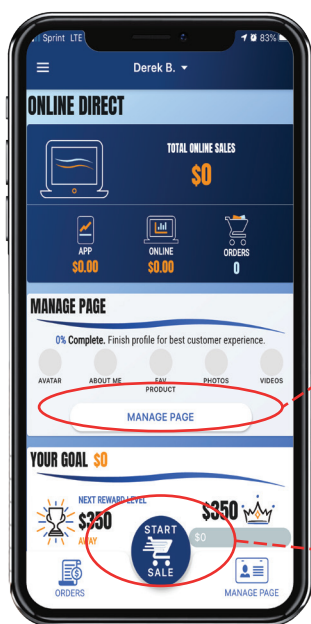 Sprint LTE
83%
Derek B.
ONLINE DIRECT
TOTAL ONLINE SALES
$0
APP
$0.00
ONLINE
$0.00
ORDERS
0
MANAGE PAGE
0% Complete. Finish profile for best customer experience.
AVATAR
ABOUT ME
FAV
PRODUCT
PHOTOS
VIDEOS
MANAGE PAGE
YOUR GOAL $0
NEXT REWARD LEVEL
$350
AWAY
$350
$0
START
SALE
ORDERS
MANAGE PAGE